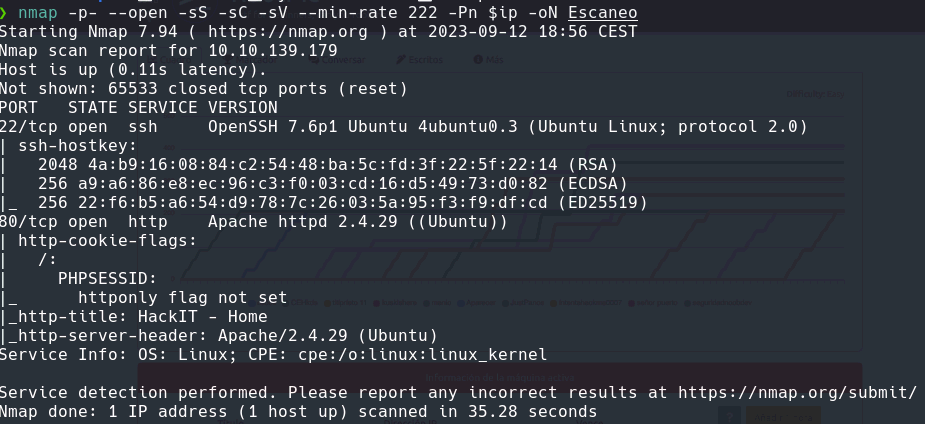 ❯ nmap -p- --open -sS -sC -sV --min-rate 222 -Pn $ip -oN Escaneo
Starting Nmap 7.94 ( https://nmap.org ) at 2023-09-12 18:56 CEST
Nmap scan report for 10.10.139.179
Host is up (0.11s latency).
Not shown: 65533 closed tcp ports (reset)
PORT   STATE SERVICE VERSION
22/tcp open  ssh     OpenSSH 7.6p1 Ubuntu 4ubuntu0.3 (Ubuntu Linux; protocol 2.0)
| ssh-hostkey:
|   2048 4a:b9:16:08:84:c2:54:48:ba:5c:fd:3f:22:5f:22:14 (RSA)
|   256 a9:a6:86:e8:ec:96:c3:f0:03:cd:16:d5:49:73:d0:82 (ECDSA)
|_  256 22:f6:b5:a6:54:d9:78:7c:26:03:5a:95:f3:f9:df:cd (ED25519)
80/tcp open  http    Apache httpd 2.4.29 ((Ubuntu))
| http-cookie-flags:
|   /:
|     PHPSESSID:
|_      httponly flag not set
|_http-title: HackIT - Home
|_http-server-header: Apache/2.4.29 (Ubuntu)
Service Info: OS: Linux; CPE: cpe:/o:linux:linux_kernel
Service detection performed. Please report any incorrect results at https://nmap.org/submit/
Nmap done: 1 IP address (1 host up) scanned in 35.28 seconds